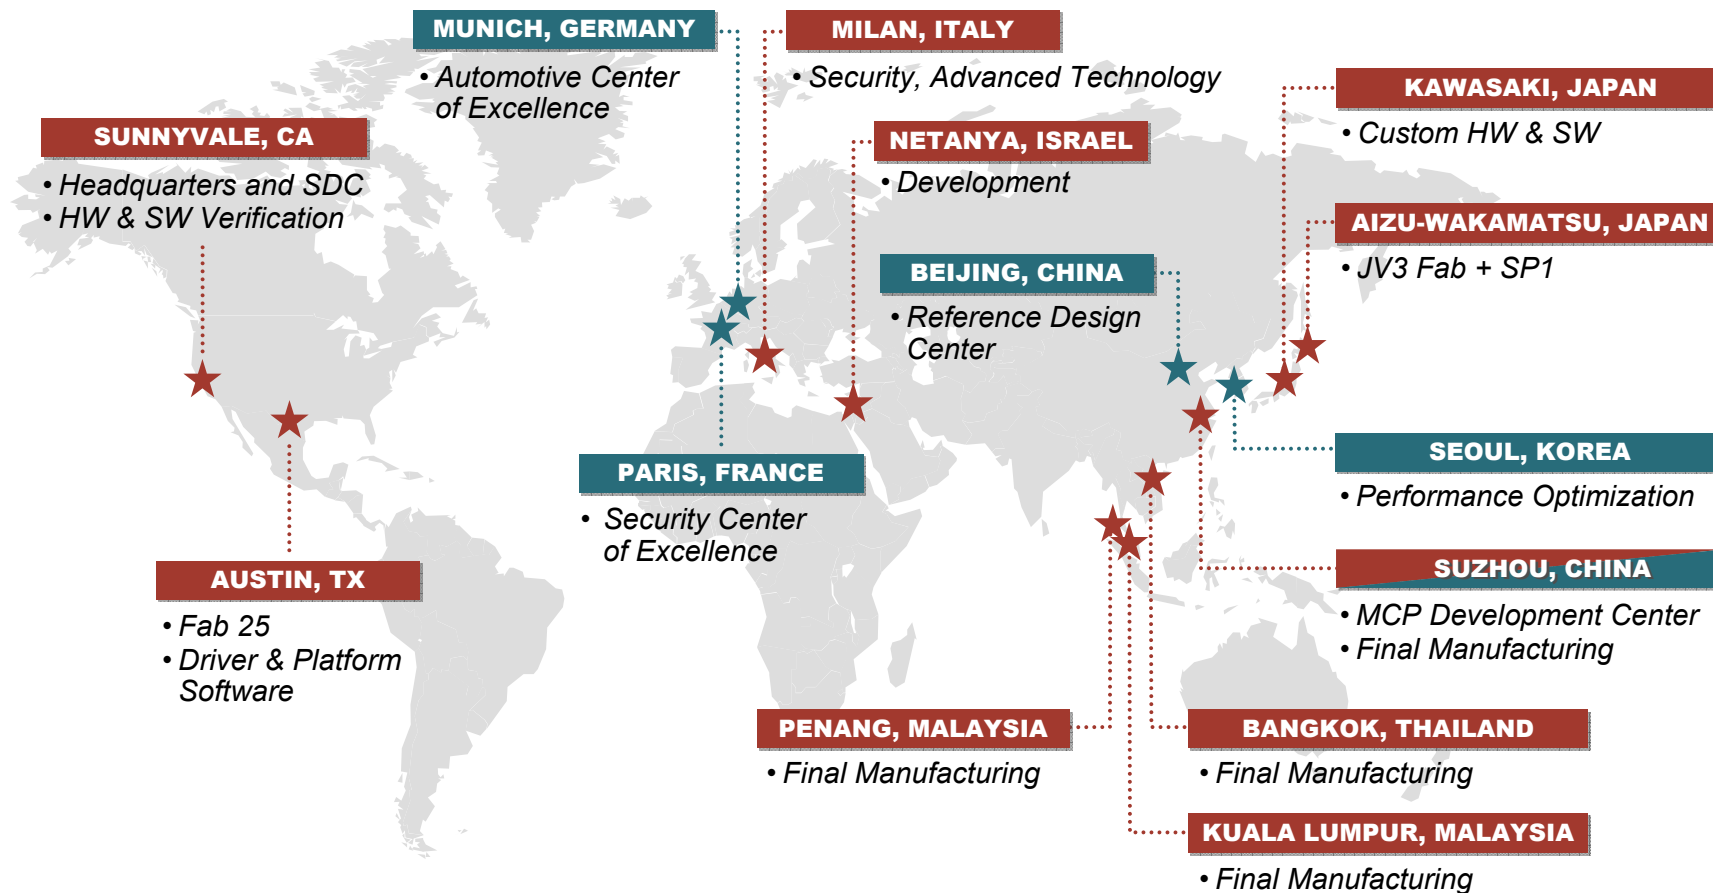 MUNICH, GERMANY
• Automotive Center
of Excellence
MILAN, ITALY
• Security, Advanced Technology
KAWASAKI, JAPAN
• Custom HW & SW
SUNNYVALE, CA
• Headquarters and SDC
• HW & SW Verification
NETANYA, ISRAEL
• Development
AIZU-WAKAMATSU, JAPAN
• JV3 Fab + SP1
BEIJING, CHINA
• Reference Design
Center
SEOUL, KOREA
• Performance Optimization
PARIS, FRANCE
• Security Center
of Excellence
SUZHOU, CHINA
• MCP Development Center
• Final Manufacturing
AUSTIN, TX
• Fab 25
• Driver & Platform
Software
PENANG, MALAYSIA
• Final Manufacturing
BANGKOK, THAILAND
• Final Manufacturing
KUALA LUMPUR, MALAYSIA
• Final Manufacturing